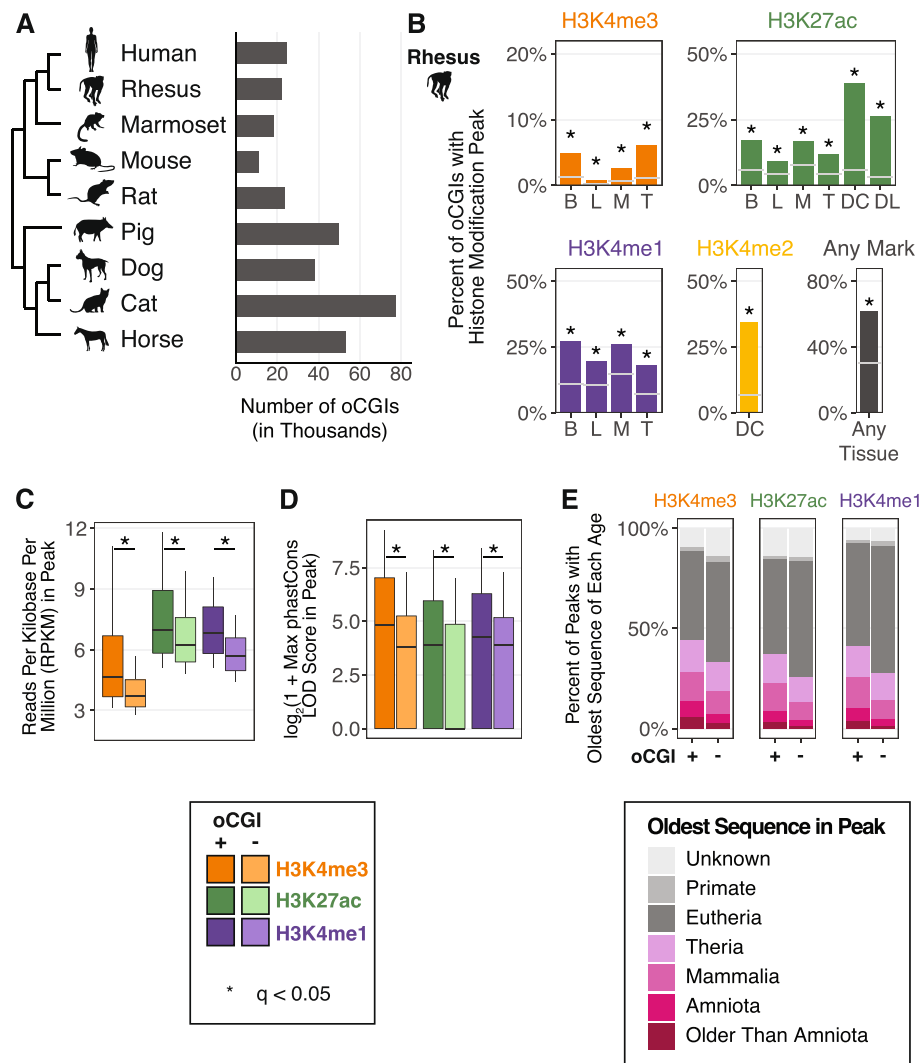 A
Human
Rhesus
Marmoset
Mouse
Rat
Pig
Dog
Cat
Horse
0 20 40 60 80
Number of oCGIs
(in Thousands)
B
Rhesus
Percent of oCGIs with
Histone Modification Peak
H3K4me3
20%
10%
0%
* * * *
B L M T
H3K27ac
50%
25%
0%
* * * * * *
B L M T DC DL
H3K4me1
50%
25%
0%
* * * *
B L M T
H3K4me2
50%
25%
0%
*
DC
Any Mark
80%
40%
0%
*
Any
Tissue
C
Reads Per Kilobase Per
Million (RPKM) in Peak
12
9
6
3
* * *
D
log2(1 + Max phastCons
LOD Score in Peak)
7.5
5.0
2.5
0.0
* * *
E
Percent of Peaks with
Oldest Sequence of Each Age
H3K4me3 H3K27ac H3K4me1
100%
50%
0%
oCGI + - + - + -
oCGI
+ -
H3K4me3
H3K27ac
H3K4me1
* q < 0.05
Oldest Sequence in Peak
Unknown
Primate
Eutheria
Theria
Mammalia
Amniota
Older Than Amniota